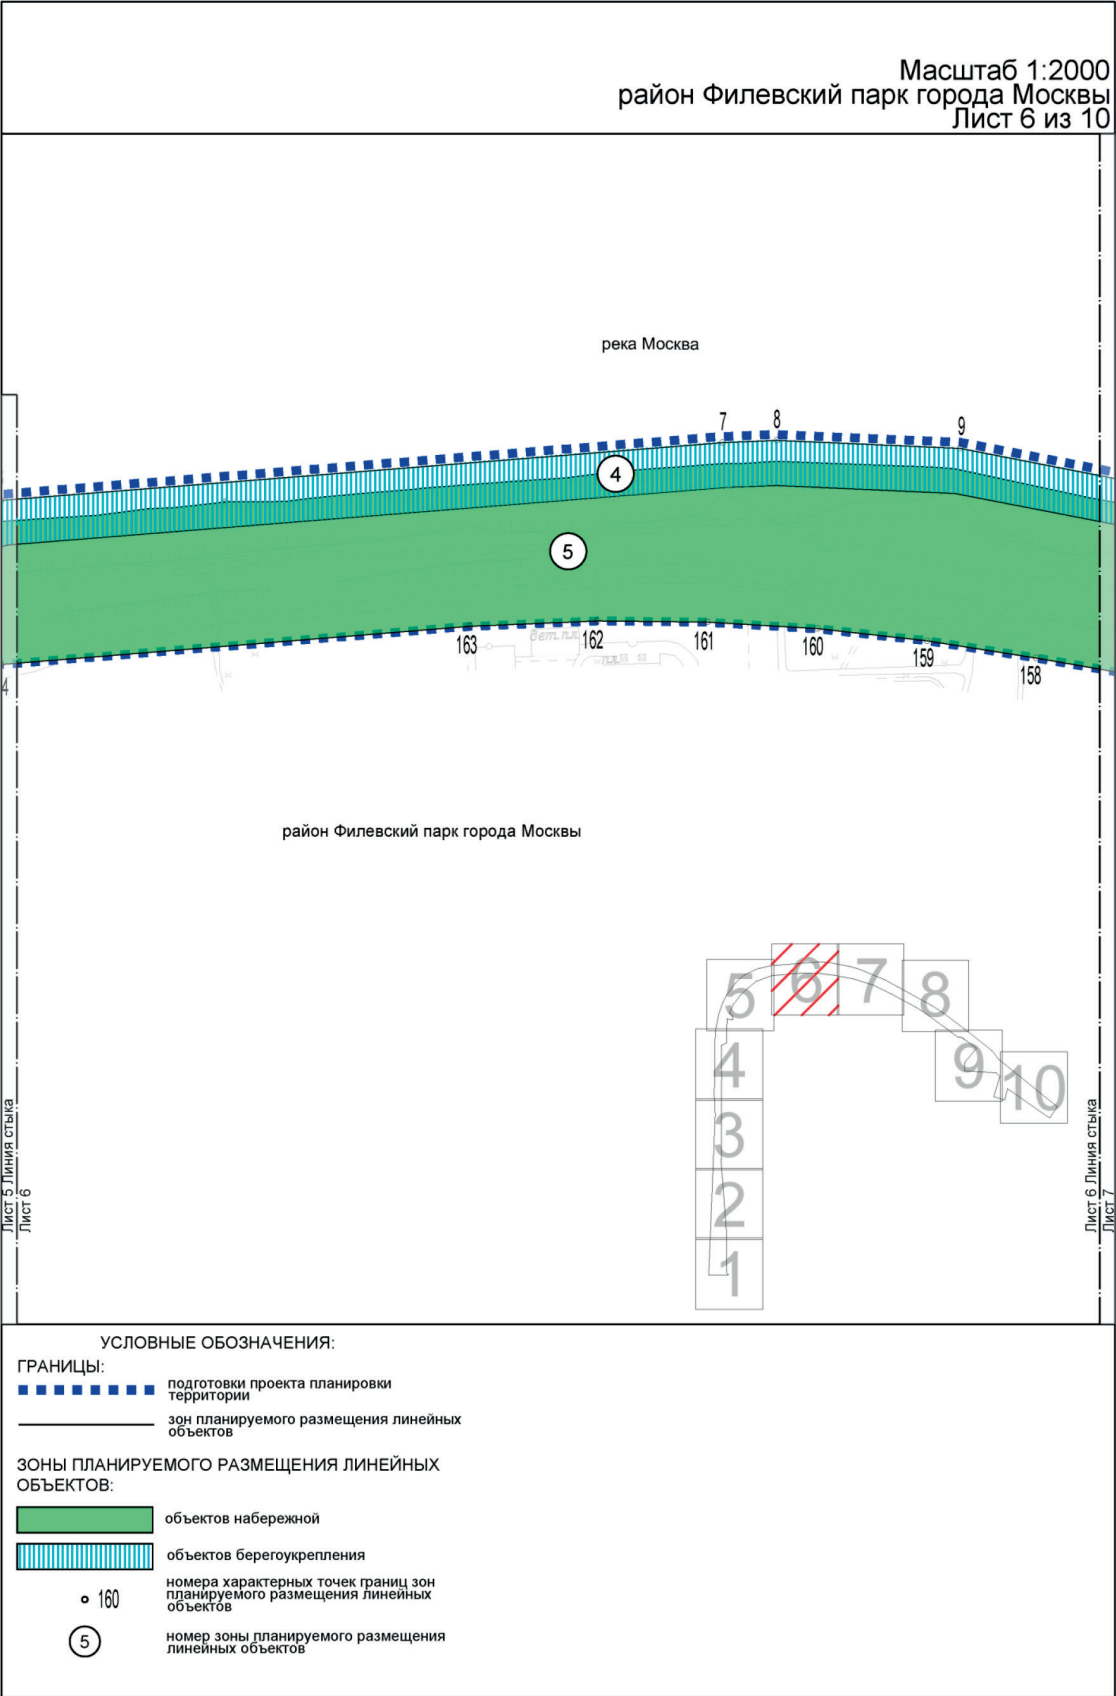 Масштаб 1:2000
район Филевский парк города Москвы
Лист 6 из 10
река Москва
7
8
9
4
5
163
дет.пл.
162
161
160
159
158
4
район Филевский парк города Москвы
5
6
7
8
4
9
10
3
2
1
Лист 5 Линия стыка
Лист 6
Лист 6 Линия стыка
Лист 7
УСЛОВНЫЕ ОБОЗНАЧЕНИЯ:
ГРАНИЦЫ:
подготовки проекта планировки
территории
зон планируемого размещения линейных
объектов
ЗОНЫ ПЛАНИРУЕМОГО РАЗМЕЩЕНИЯ ЛИНЕЙНЫХ
ОБЪЕКТОВ:
объектов набережной
объектов берегоукрепления
160
номера характерных точек границ зон
планируемого размещения линейных
объектов
5
номер зоны планируемого размещения
линейных объектов